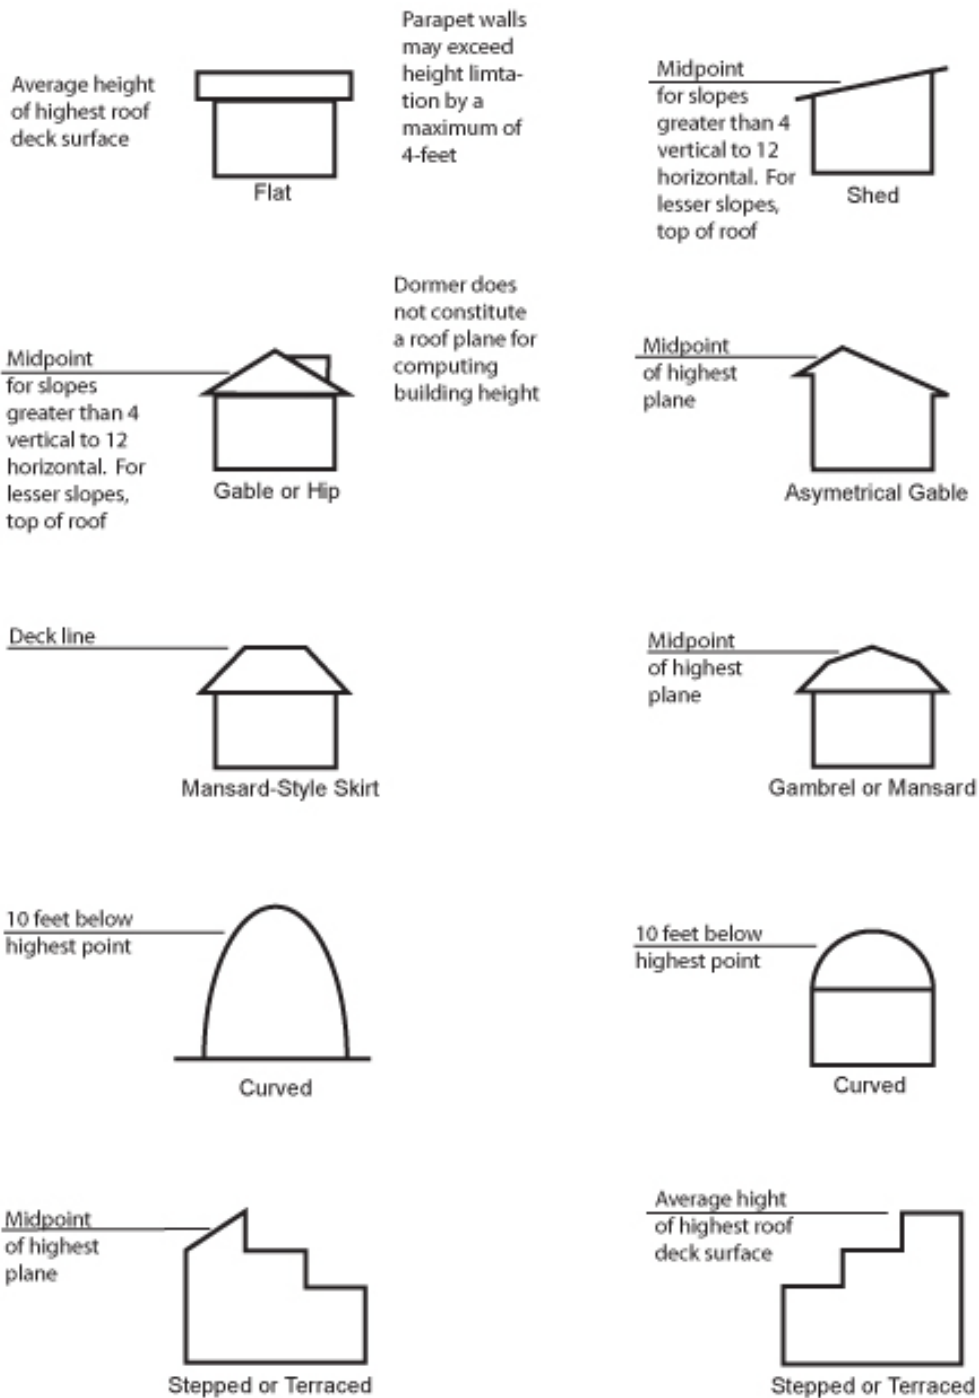 Average height
of highest roof
deck surface
Flat
Parapet walls
may exceed
height limta-
tion by a
maximum of
4-feet
Midpoint
for slopes
greater than 4
vertical to 12
horizontal. For
lesser slopes,
top of roof
Shed
Midpoint
for slopes
greater than 4
vertical to 12
horizontal. For
lesser slopes,
top of roof
Gable or Hip
Dormer does
not constitute
a roof plane for
computing
building height
Midpoint
of highest
plane
Asymetrical Gable
Deck line
Mansard-Style Skirt
Midpoint
of highest
plane
Gambrel or Mansard
10 feet below
highest point
Curved
10 feet below
highest point
Curved
Midpoint
of highest
plane
Stepped or Terraced
Average hight
of highest roof
deck surface
Stepped or Terraced